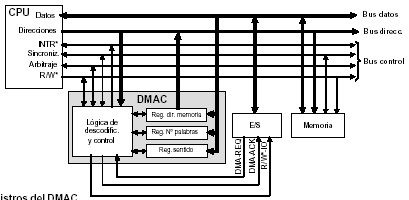 CPU
Datos
Bus datos
Direcciones
Bus direcc.
INTR*
Sincroniz.
Bus control
Arbitraje
R/W*
DMAC
Lógica de
descodific.
y control
Reg. dir. memoria
Reg. Nº palabras
Reg. sentido
E/S
Memoria
DMA-REQ
DMA-ACK
R/W*-IO
istros del DMAC